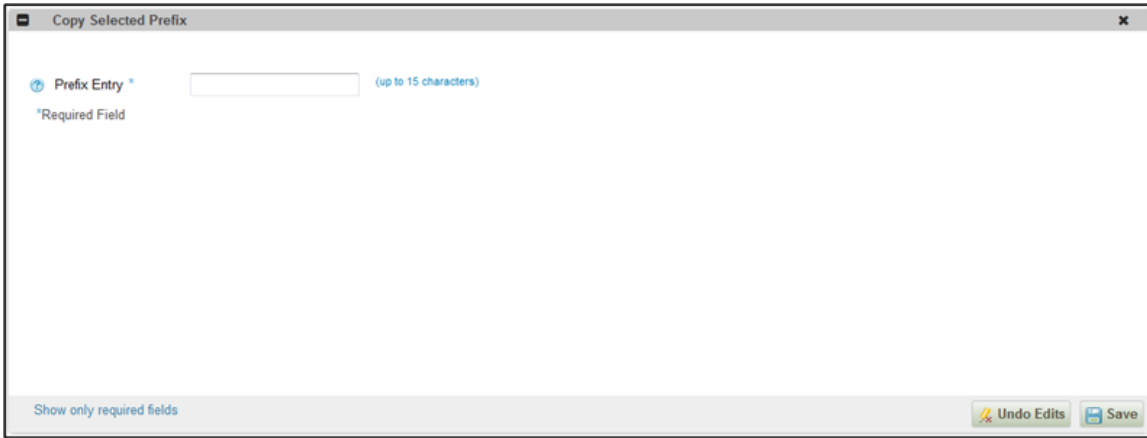 Copy Selected Prefix
Prefix Entry * (up to 15 characters)
*Required Field
Show only required fields Undo Edits Save